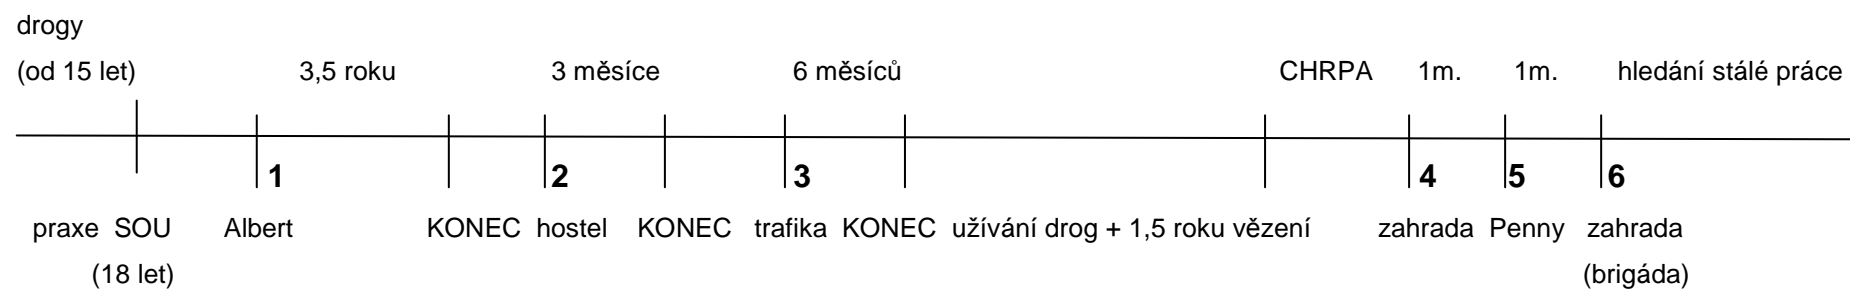 drogy
(od 15 let) 3,5 roku 3 měsíce 6 měsíců CHRPA 1m. 1m. hledání stálé práce
1 2 3 4 5 6
praxe SOU Albert KONEC hostel KONEC trafika KONEC užívání drog + 1,5 roku vězení zahrada Penny zahrada
(18 let) (brigáda)